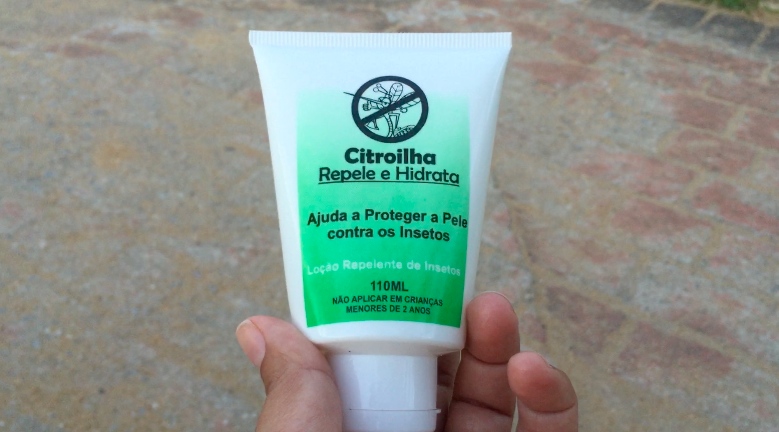 Citroilha
Repele e Hidrata
Ajuda a Proteger a Pele
contra os Insetos
Loção Repelente de Insetos
110ML
NÃO APLICAR EM CRIANÇAS
MENORES DE 2 ANOS